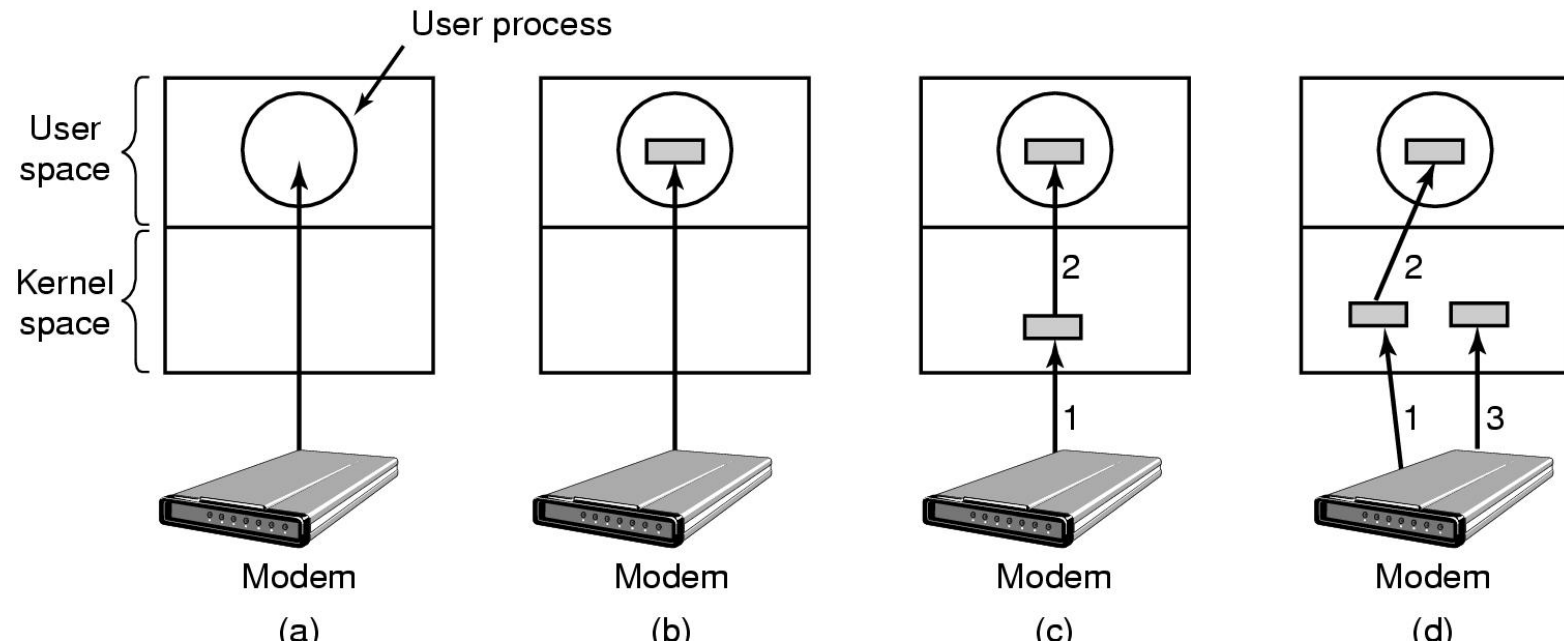 User process
User
space
Kernel
space
2
1
2
1
3
Modem
Modem
Modem
Modem
(a)
(b)
(c)
(d)